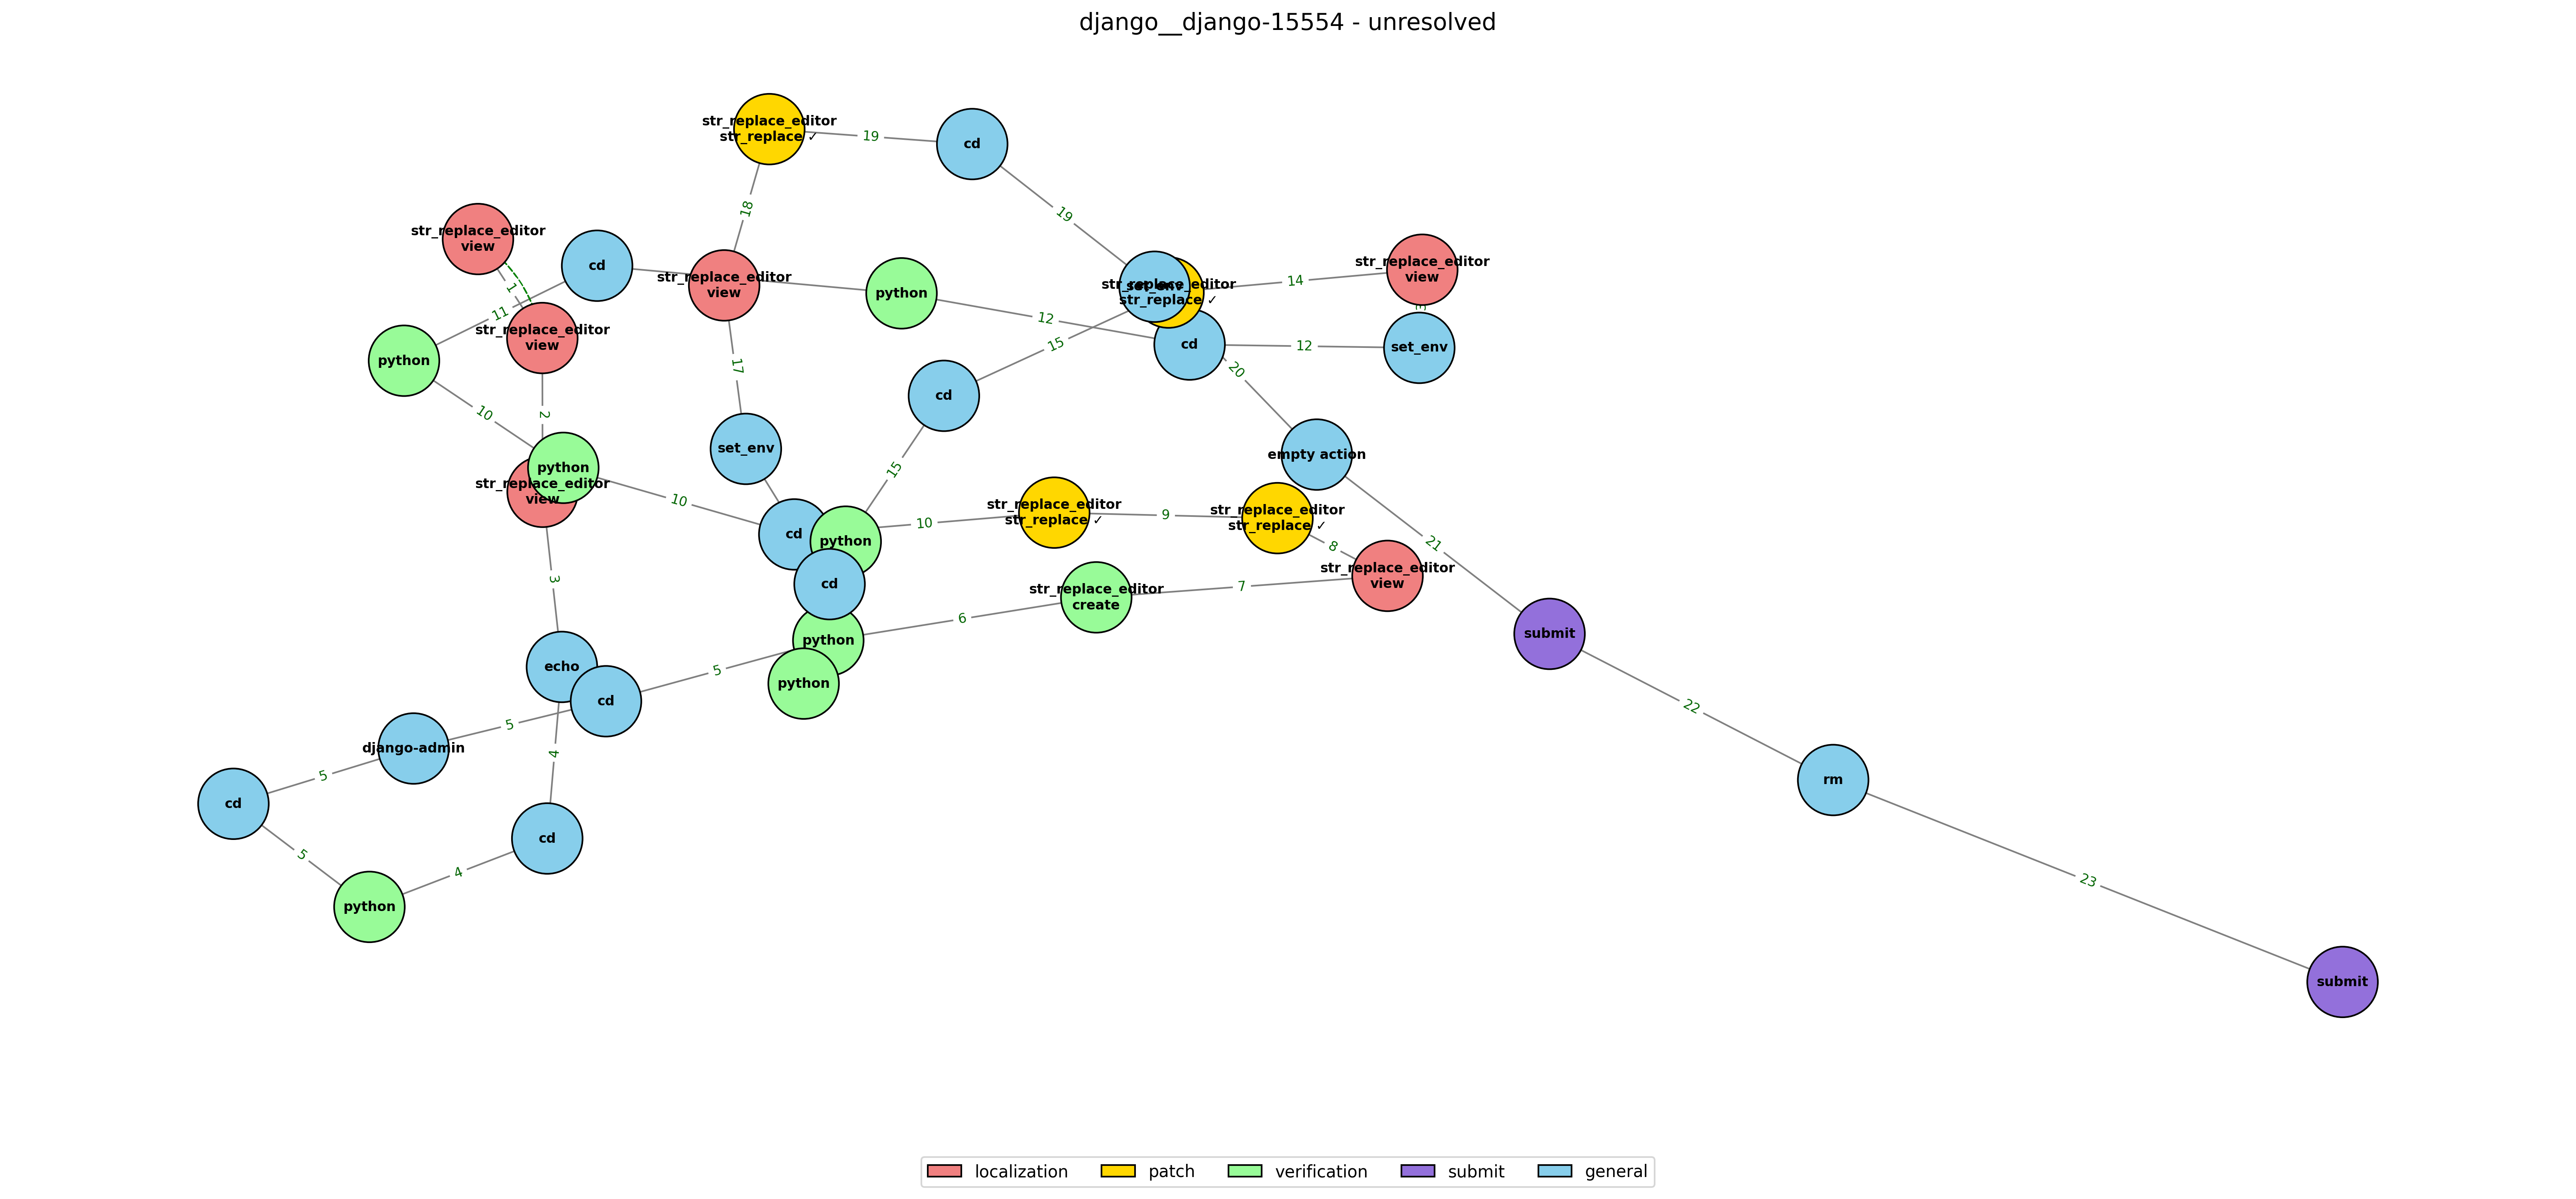 django__django-15554 - unresolved
str_replace_editor
str_replace ✓
19
cd
18
19
str_replace_editor
view
1
cd
11
str_replace_editor
view
python
str_replace_editor
view
python
12
str_replace_editor
str_replace ✓
14
str_replace_editor
view
cd
12
set_env
15
20
17
cd
10
2
set_env
empty action
python
str_replace_editor
view
10
15
cd
python
10
str_replace_editor
str_replace ✓
9
str_replace_editor
str_replace ✓
8
21
str_replace_editor
view
3
cd
7
str_replace_editor
create
6
python
submit
echo
5
python
cd
22
5
django-admin
4
5
cd
rm
5
cd
4
python
23
submit
localization
patch
verification
submit
general